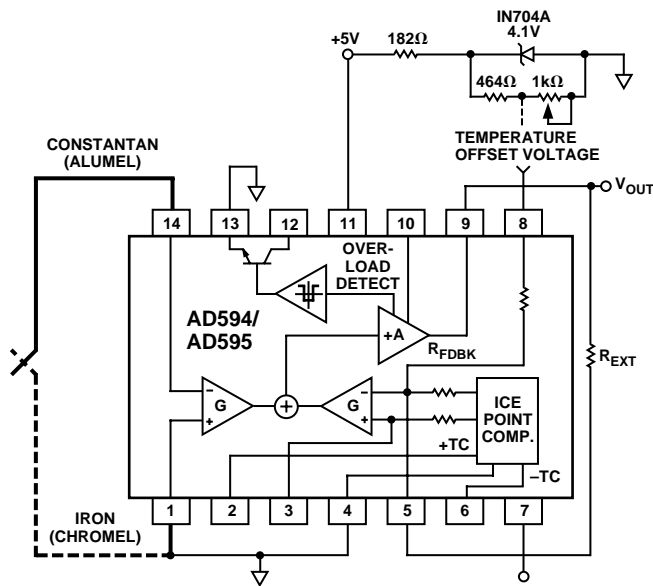 IN704A
4.1V
+5V
182Ω
464Ω
1kΩ
TEMPERATURE
OFFSET VOLTAGE
CONSTANTAN
(ALUMEL)
VOUT
14
13
12
11
10
9
8
OVER-
LOAD
DETECT
AD594/
AD595
+A
RFDBK
REXT
–
G
+
+
–
G
+
ICE
POINT
COMP.
+TC
–TC
1
2
3
4
5
6
7
IRON
(CHROMEL)